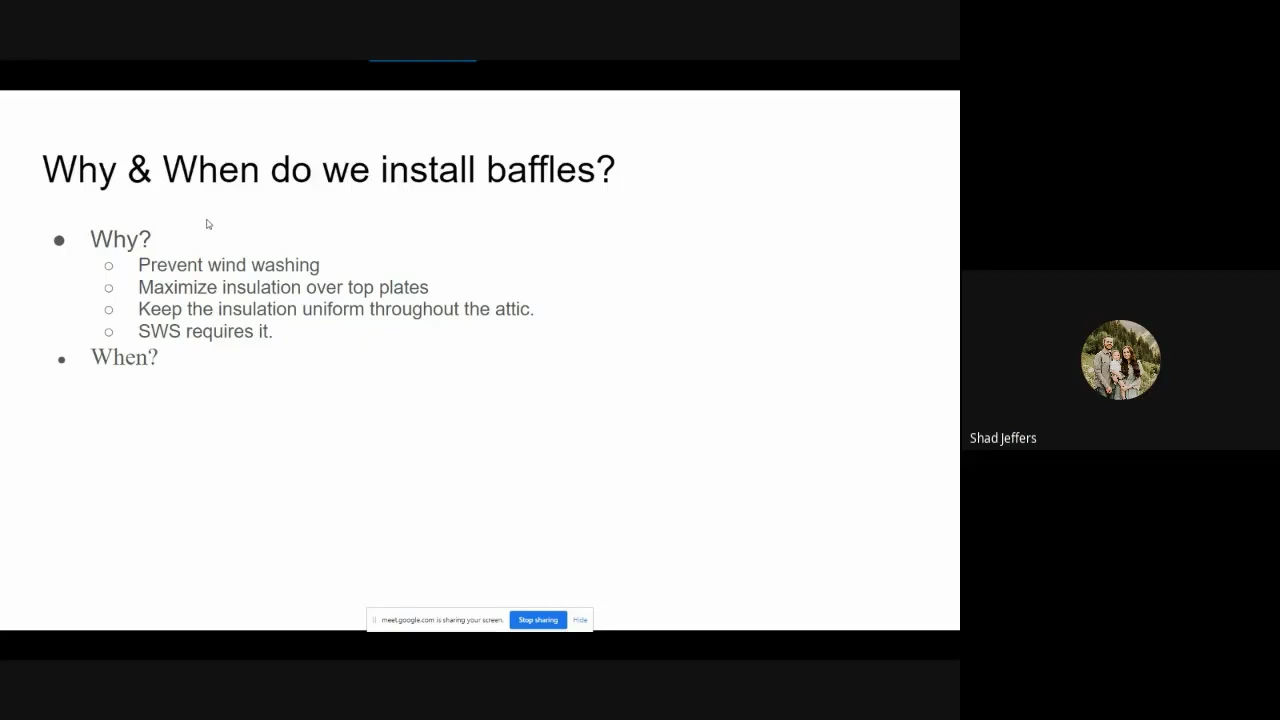 Why & When do we install baffles?
● Why?
○ Prevent wind washing
○ Maximize insulation over top plates
○ Keep the insulation uniform throughout the attic.
○ SWS requires it.
● When?
meet.google.com is sharing your screen.
Stop sharing
Hide
Shad Jeffers